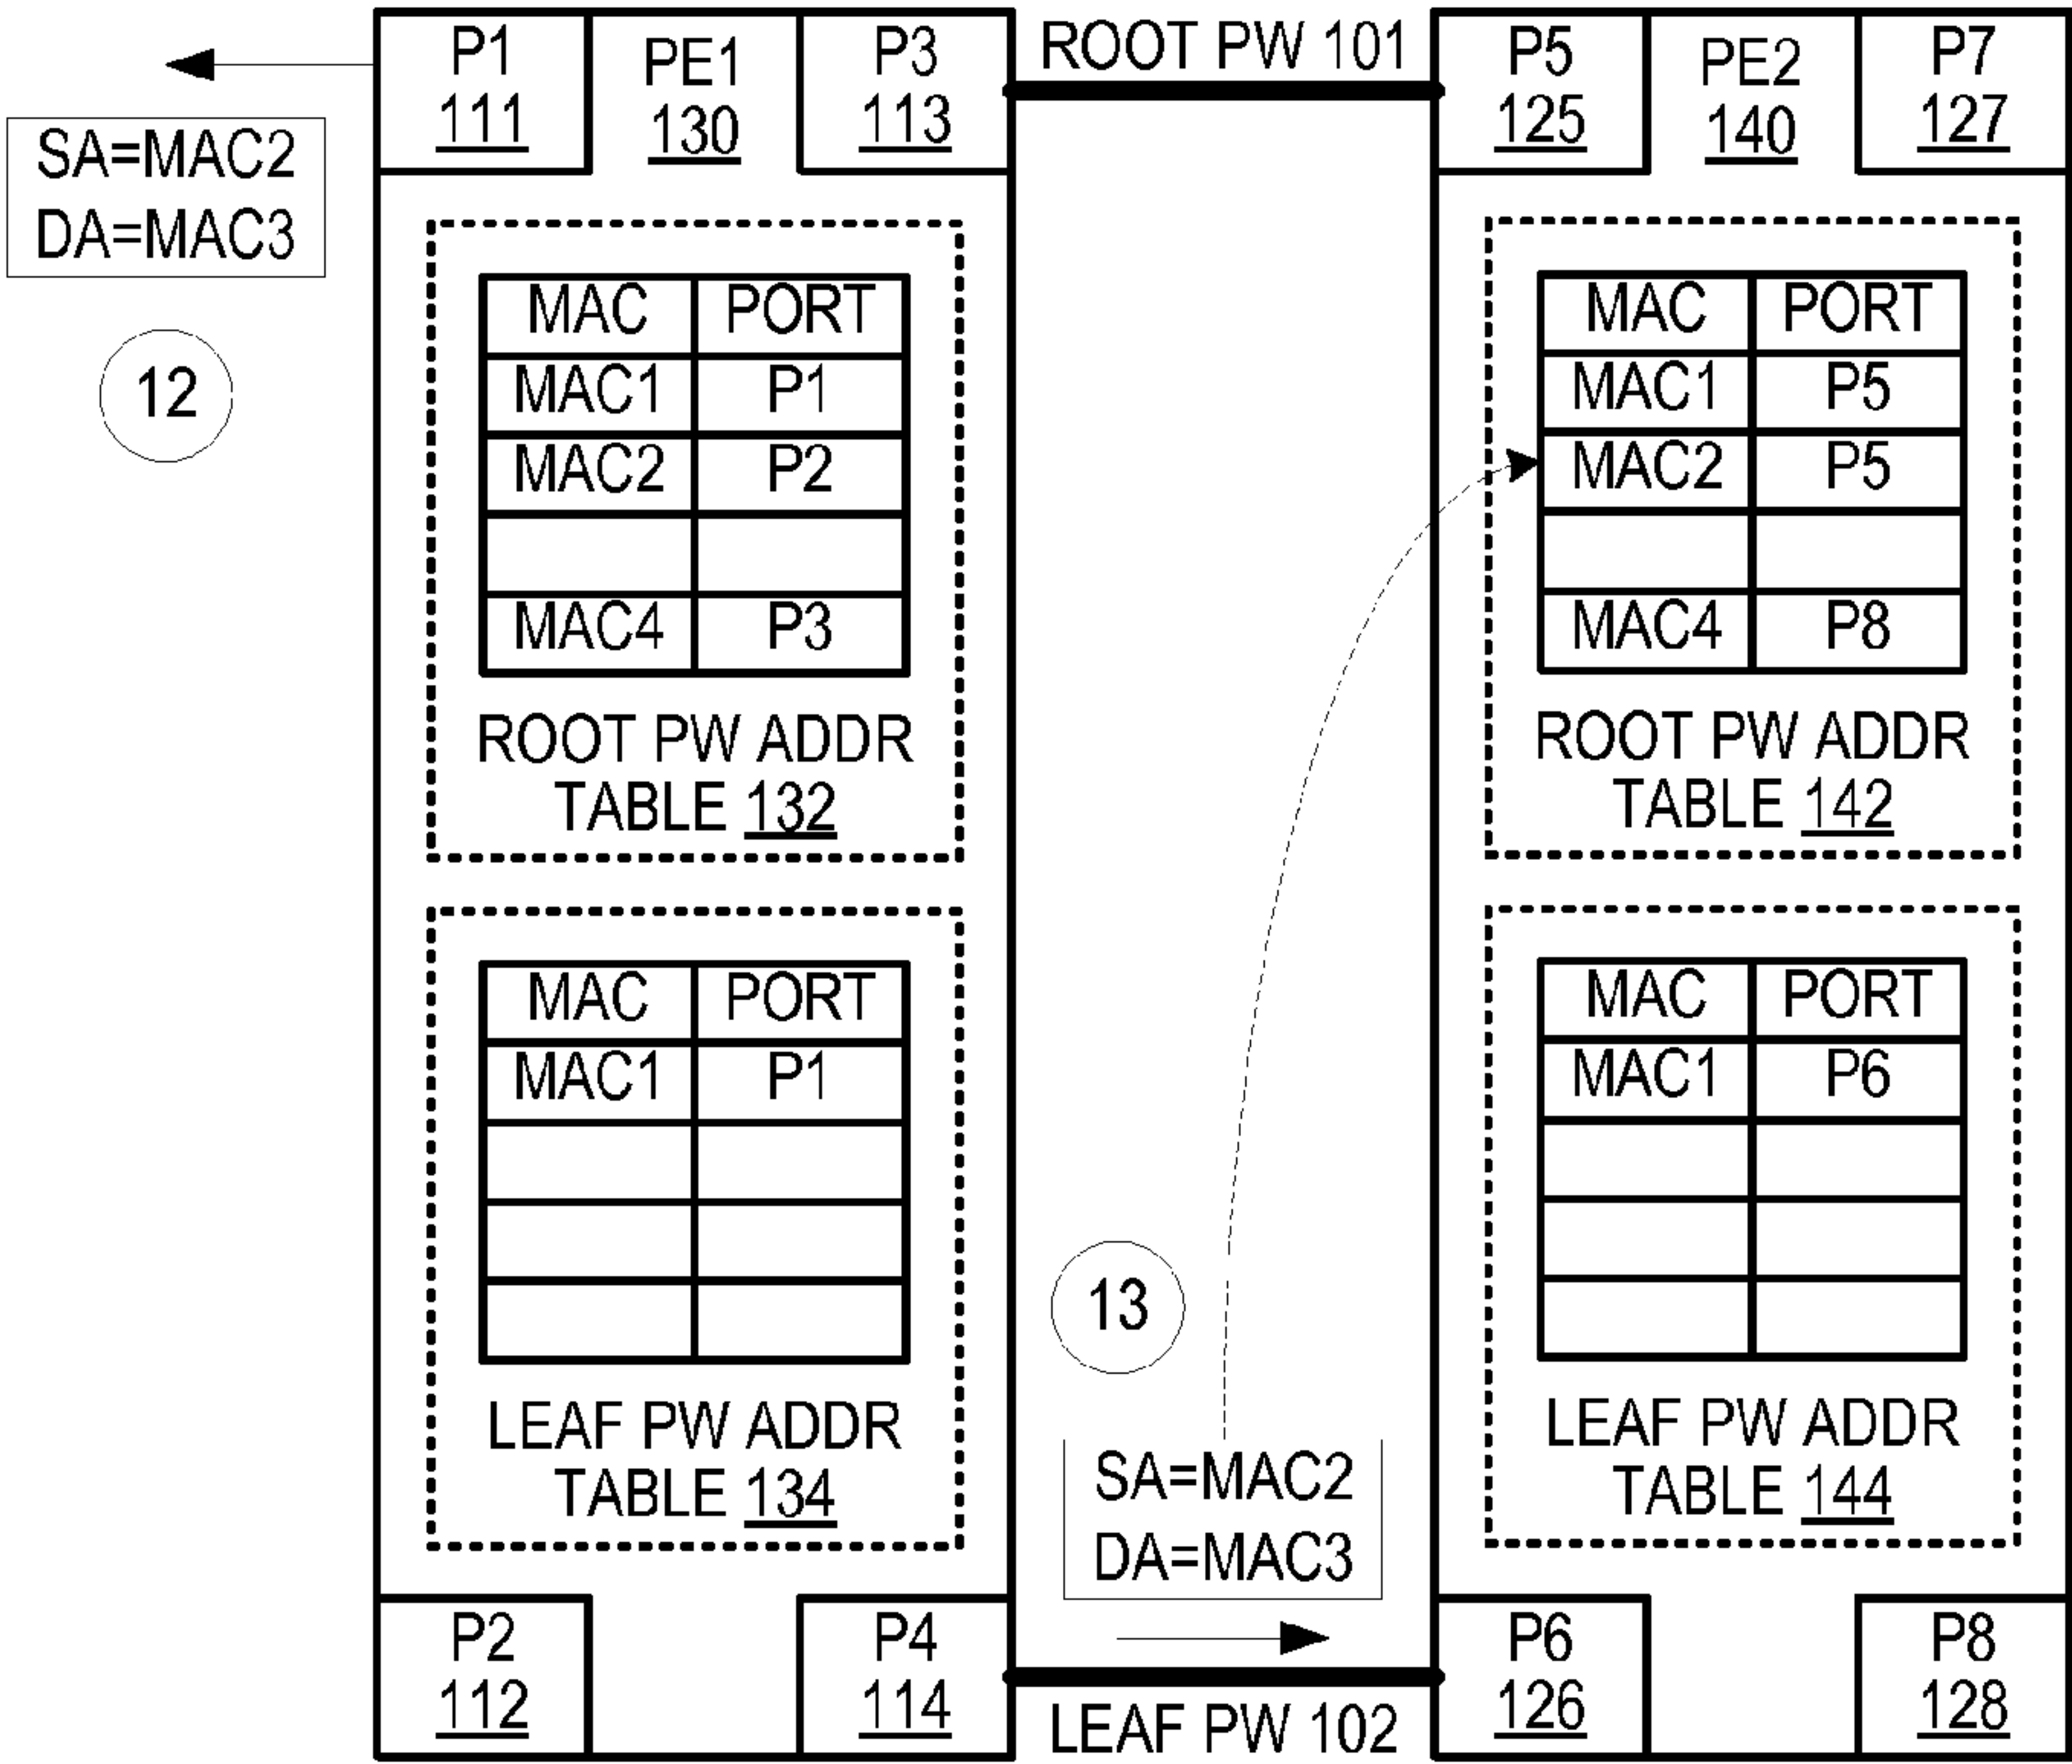 SA=MAC2
DA=MAC3
12
P1
111
PE1
130
P3
113
MAC PORT
MAC1 P1
MAC2 P2
MAC4 P3
ROOT PW ADDR
TABLE 132
MAC PORT
MAC1 P1
LEAF PW ADDR
TABLE 134
P2
112
P4
114
ROOT PW 101
13
SA=MAC2
DA=MAC3
LEAF PW 102
P5
125
PE2
140
P7
127
MAC PORT
MAC1 P5
MAC2 P5
MAC4 P8
ROOT PW ADDR
TABLE 142
MAC PORT
MAC1 P6
LEAF PW ADDR
TABLE 144
P6
126
P8
128